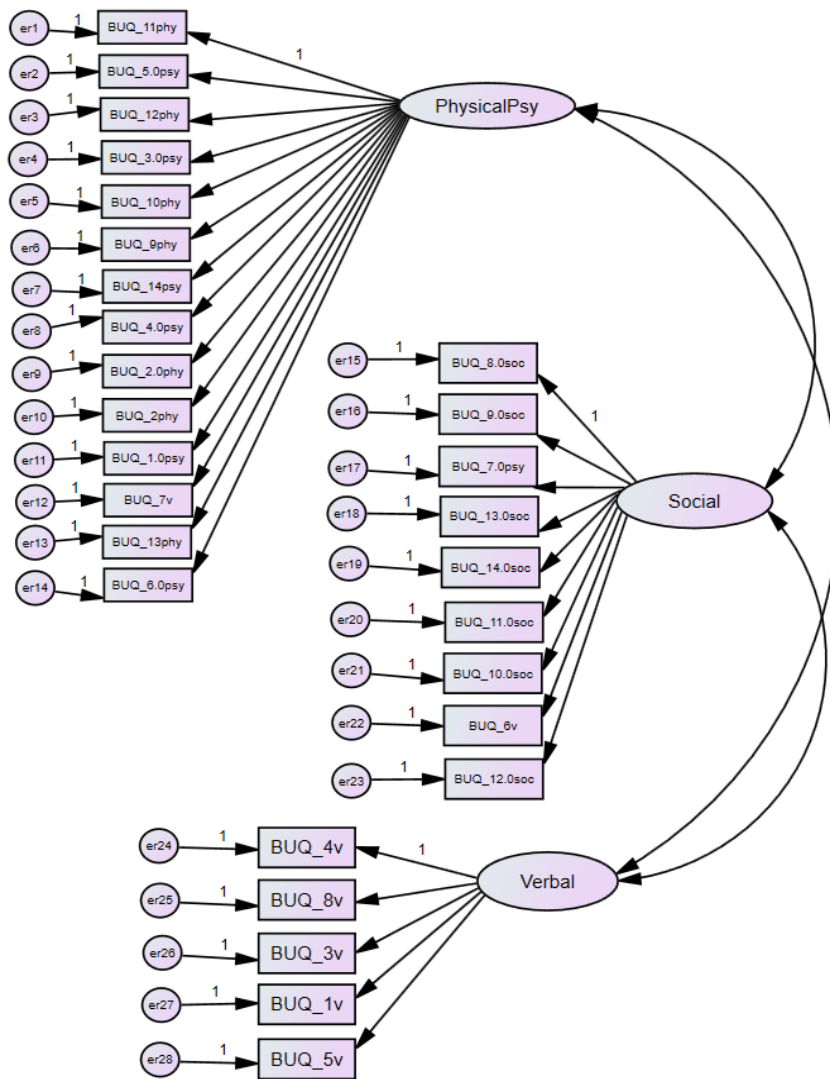 er1 1 BUQ_11phy
1
er2 1 BUQ_5.0psy
PhysicalPsy
er3 1 BUQ_12phy
er4 1 BUQ_3.0psy
er5 1 BUQ_10phy
er6 1 BUQ_9phy
er7 1 BUQ_14psy
er8 1 BUQ_4.0psy
er9 1 BUQ_2.0phy
er10 1 BUQ_2phy
er11 1 BUQ_1.0psy
er12 1 BUQ_7v
er13 1 BUQ_13phy
er14 1 BUQ_6.0psy
er15 1 BUQ_8.0soc
1
er16 1 BUQ_9.0soc
er17 1 BUQ_7.0psy
Social
er18 1 BUQ_13.0soc
er19 1 BUQ_14.0soc
er20 1 BUQ_11.0soc
er21 1 BUQ_10.0soc
er22 1 BUQ_6v
er23 1 BUQ_12.0soc
er24 1 BUQ_4v
1
Verbal
er25 1 BUQ_8v
er26 1 BUQ_3v
er27 1 BUQ_1v
er28 1 BUQ_5v